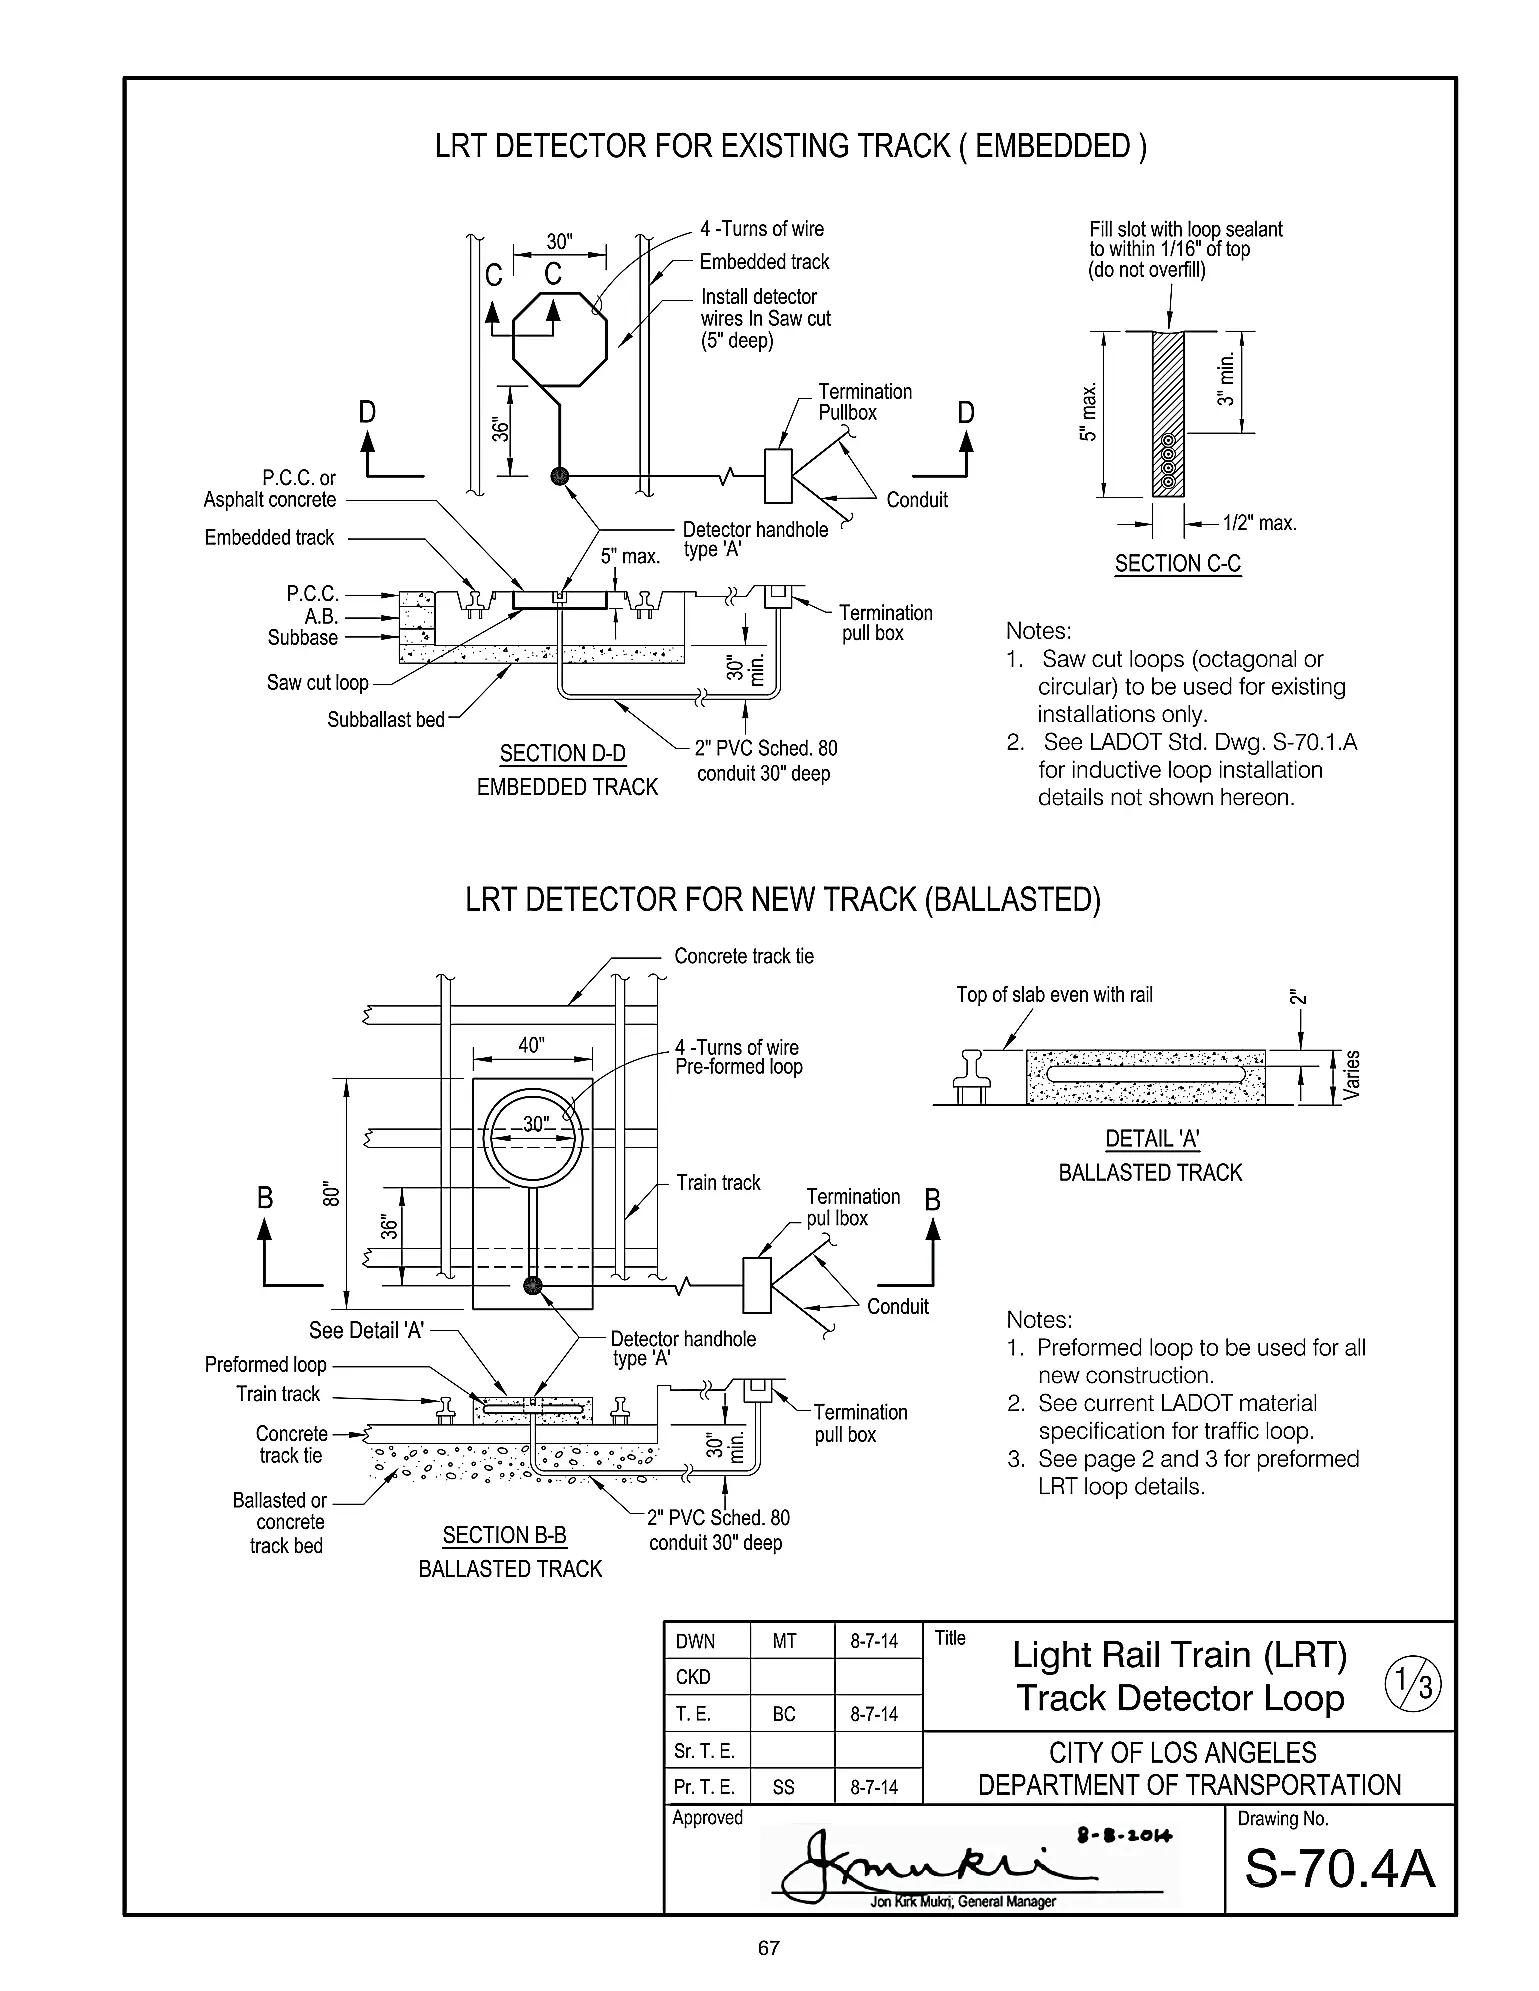 LRT DETECTOR FOR EXISTING TRACK ( EMBEDDED )
30"
C
C
4 -Turns of wire
Embedded track
Install detector
wires In Saw cut
(5" deep)
36"
D
D
Termination
Pullbox
Conduit
P.C.C. or
Asphalt concrete
Embedded track
Detector handhole
type 'A'
5" max.
P.C.C.
A.B.
Subbase
Saw cut loop
Subballast bed
30"
min.
Termination
pull box
2" PVC Sched. 80
conduit 30" deep
SECTION D-D
EMBEDDED TRACK
Fill slot with loop sealant
to within 1/16" of top
(do not overfill)
5" max.
3" min.
1/2" max.
SECTION C-C
Notes:
1. Saw cut loops (octagonal or
circular) to be used for existing
installations only.
2. See LADOT Std. Dwg. S-70.1.A
for inductive loop installation
details not shown hereon.
LRT DETECTOR FOR NEW TRACK (BALLASTED)
Concrete track tie
40"
4 -Turns of wire
Pre-formed loop
30"
80"
36"
Train track
B
B
Termination
pul lbox
Conduit
See Detail 'A'
Detector handhole
type 'A'
Preformed loop
Train track
Concrete
track tie
Ballasted or
concrete
track bed
30"
min.
Termination
pull box
2" PVC Sched. 80
conduit 30" deep
SECTION B-B
BALLASTED TRACK
Top of slab even with rail
2"
Varies
DETAIL 'A'
BALLASTED TRACK
Notes:
1. Preformed loop to be used for all
new construction.
2. See current LADOT material
specification for traffic loop.
3. See page 2 and 3 for preformed
LRT loop details.
DWN MT 8-7-14
CKD
T. E. BC 8-7-14
Sr. T. E.
Pr. T. E. SS 8-7-14
Title
Light Rail Train (LRT)
Track Detector Loop
1/3
CITY OF LOS ANGELES
DEPARTMENT OF TRANSPORTATION
Approved
8-8-2014
Jkmukri
Jon Kirk Mukri, General Manager
Drawing No.
S-70.4A
67